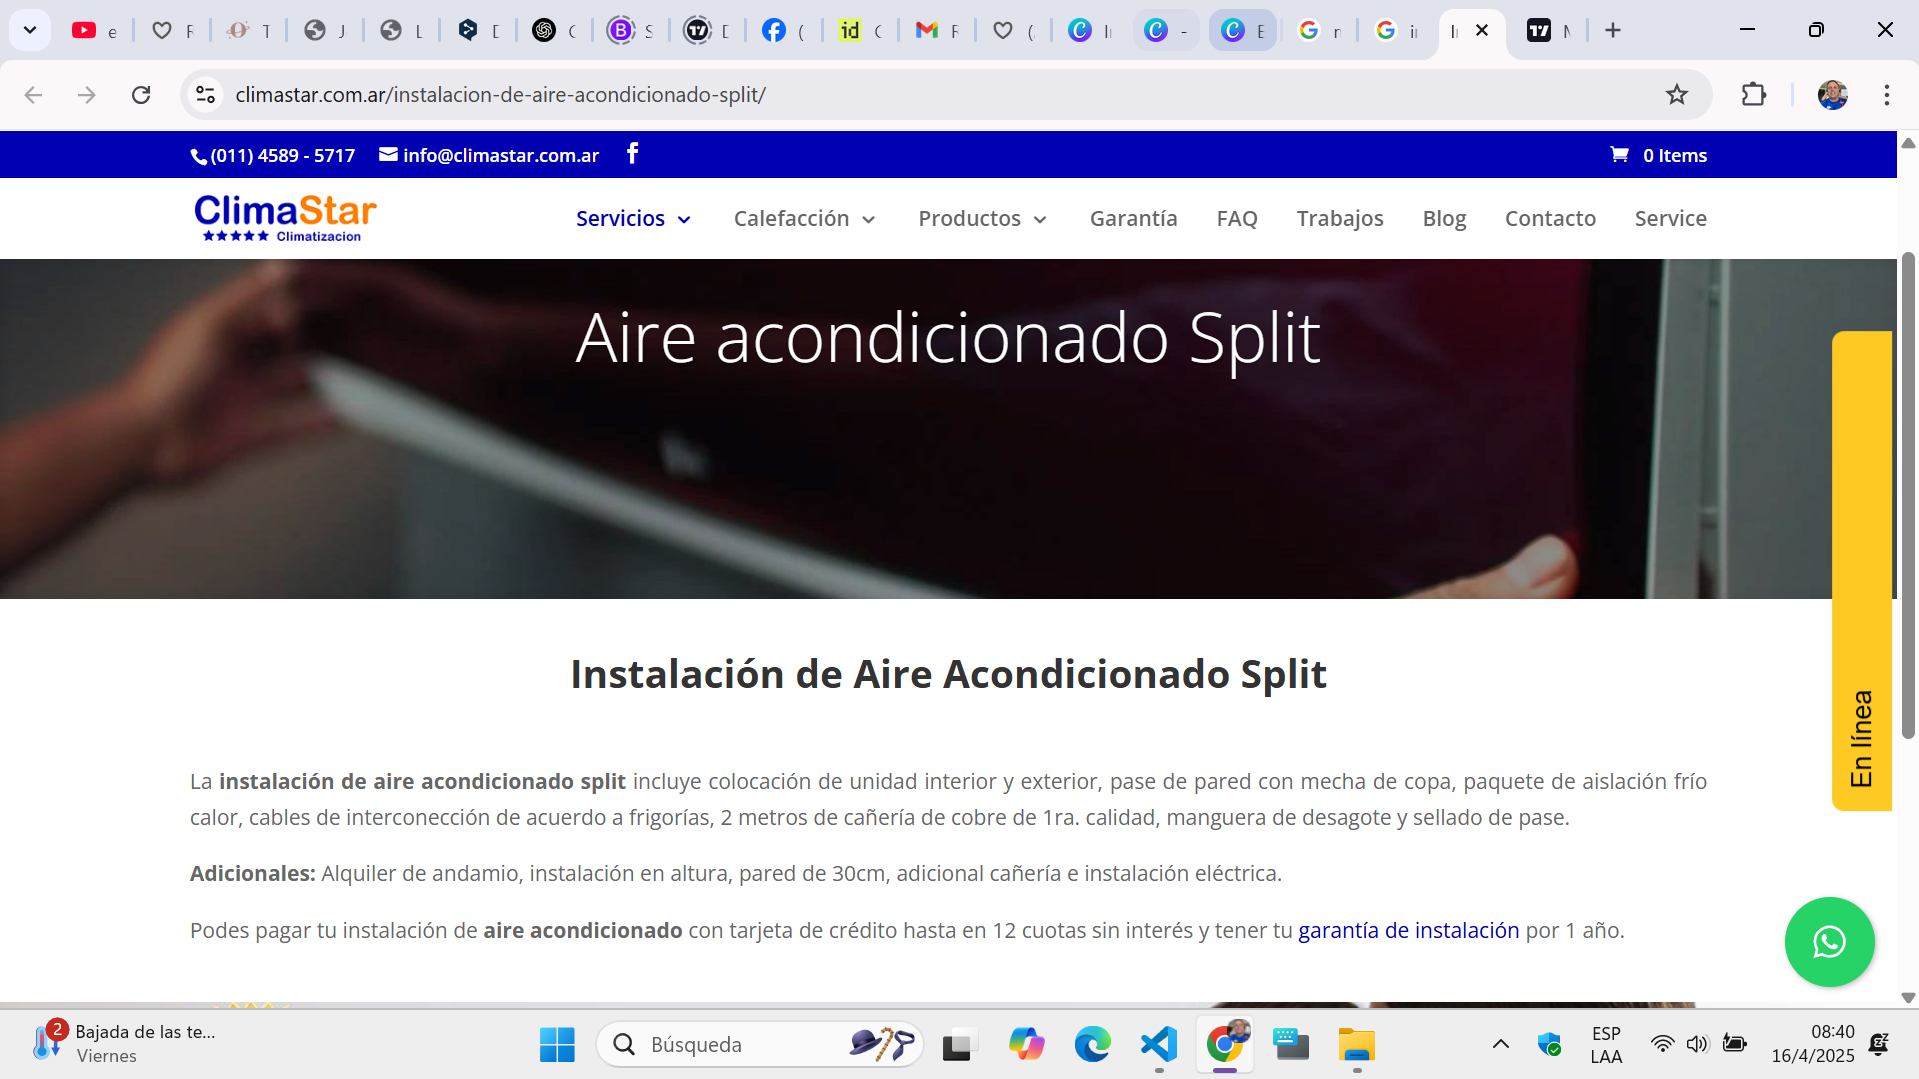 climastar.com.ar/instalacion-de-aire-acondicionado-split/
(011) 4589 - 5717 info@climastar.com.ar 0 Items
ClimaStar
Climatizacion
Servicios Calefacción Productos Garantía FAQ Trabajos Blog Contacto Service
Aire acondicionado Split
En línea
Instalación de Aire Acondicionado Split
La instalación de aire acondicionado split incluye colocación de unidad interior y exterior, pase de pared con mecha de copa, paquete de aislación frío
calor, cables de interconección de acuerdo a frigorías, 2 metros de cañería de cobre de 1ra. calidad, manguera de desagote y sellado de pase.
Adicionales: Alquiler de andamio, instalación en altura, pared de 30cm, adicional cañería e instalación eléctrica.
Podes pagar tu instalación de aire acondicionado con tarjeta de crédito hasta en 12 cuotas sin interés y tener tu garantía de instalación por 1 año.
2 Bajada de las te...
Viernes
Búsqueda
ESP
LAA
08:40
16/4/2025